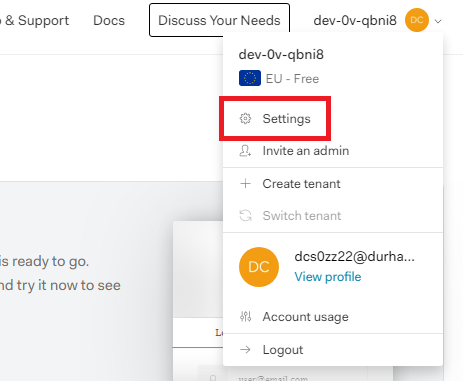 & Support Docs Discuss Your Needs dev-0v-qbni8 DC
dev-0v-qbni8
EU - Free
Settings
Invite an admin
Create tenant
Switch tenant
is ready to go.
nd try it now to see
DC
dcs0zz22@durha...
View profile
Account usage
Logout
user@email.com